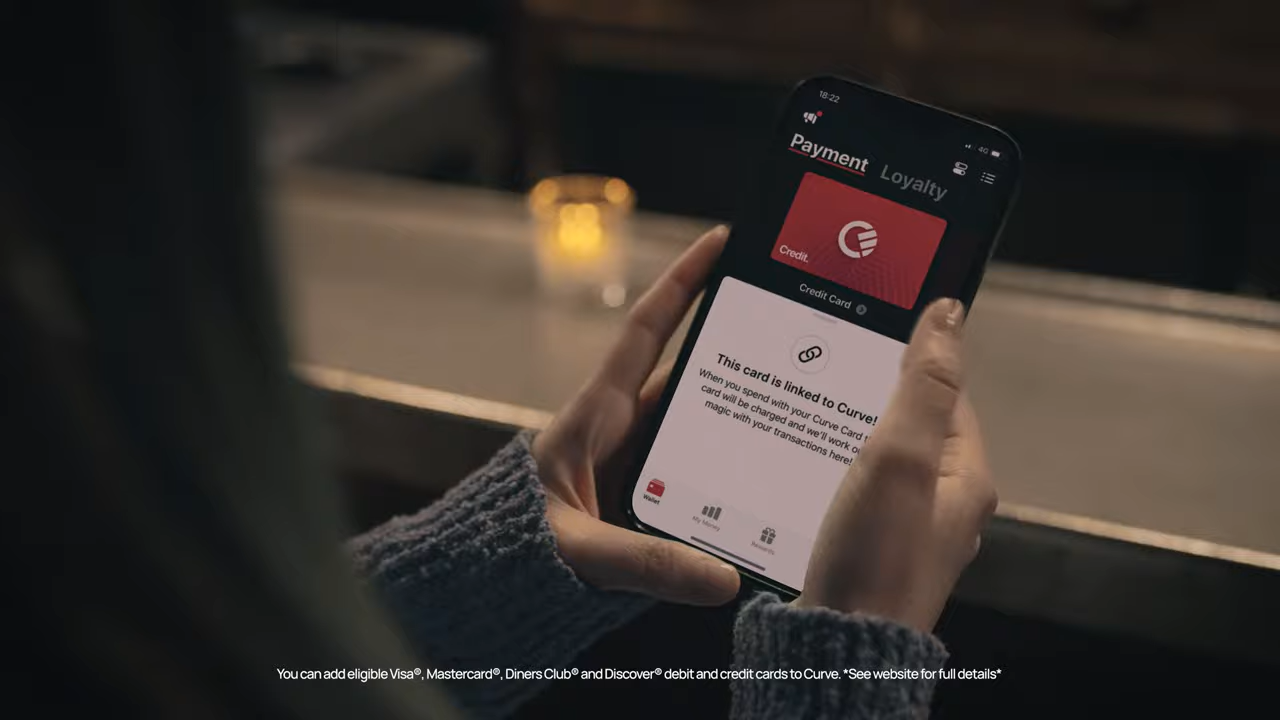 18:22
4G
Payment Loyalty
Credit.
Credit Card
This card is linked to Curve!
When you spend with your Curve Card
card will be charged and we'll work
magic with your transactions here!
Wallet
My Money
Rewards
You can add eligible Visa®, Mastercard®, Diners Club® and Discover® debit and credit cards to Curve. *See website for full details*